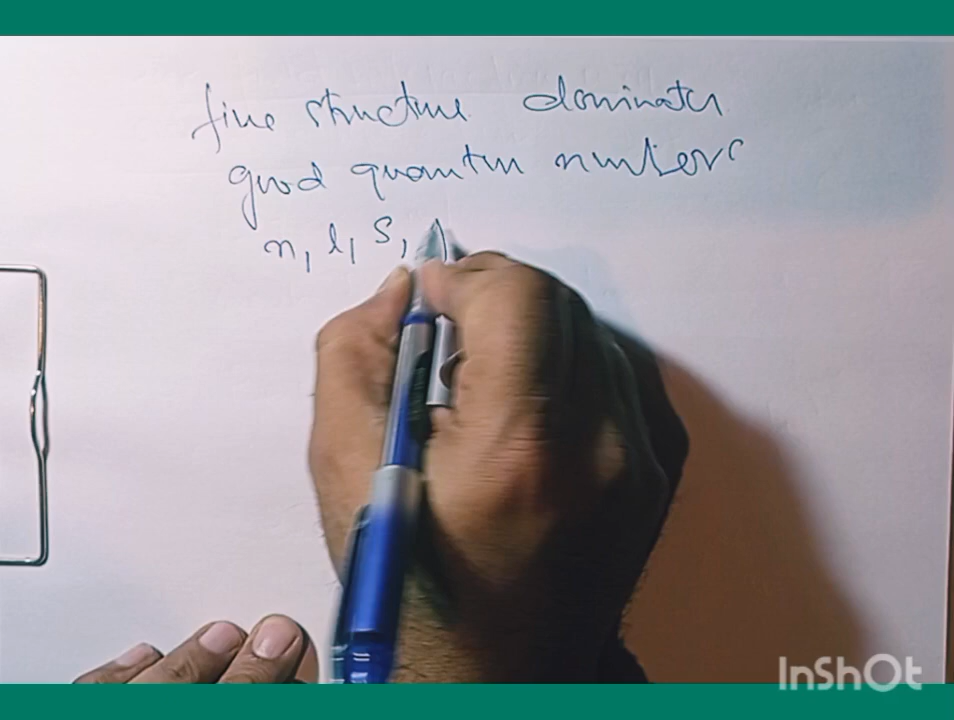 fine structure dominates
good quantum numbers
n, l, s,
InShOt